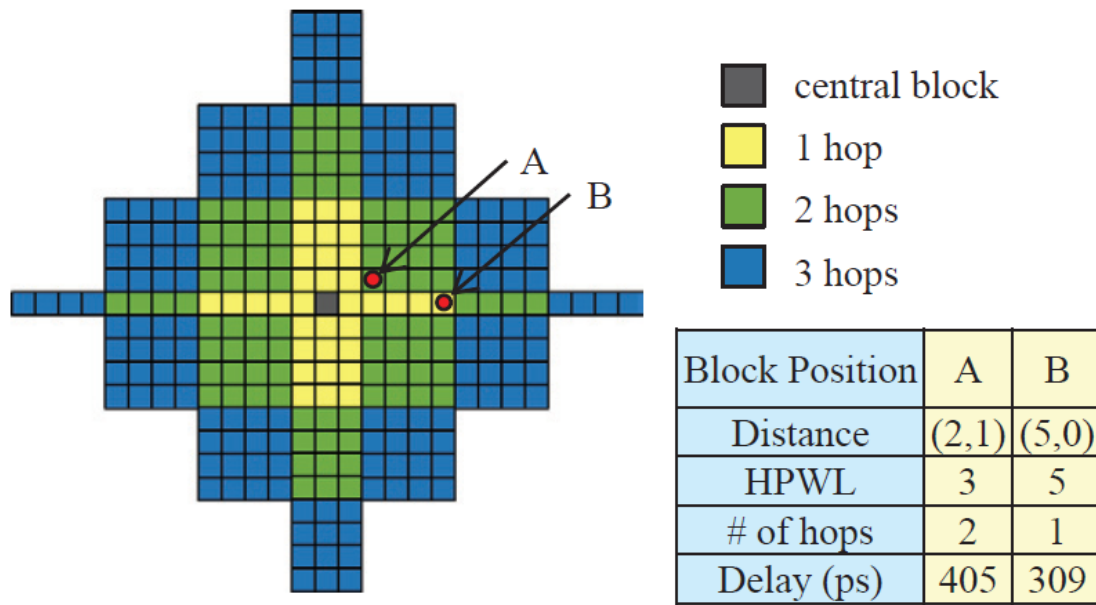 A
B
central block
1 hop
2 hops
3 hops
Block Position A B
Distance (2,1) (5,0)
HPWL 3 5
# of hops 2 1
Delay (ps) 405 309